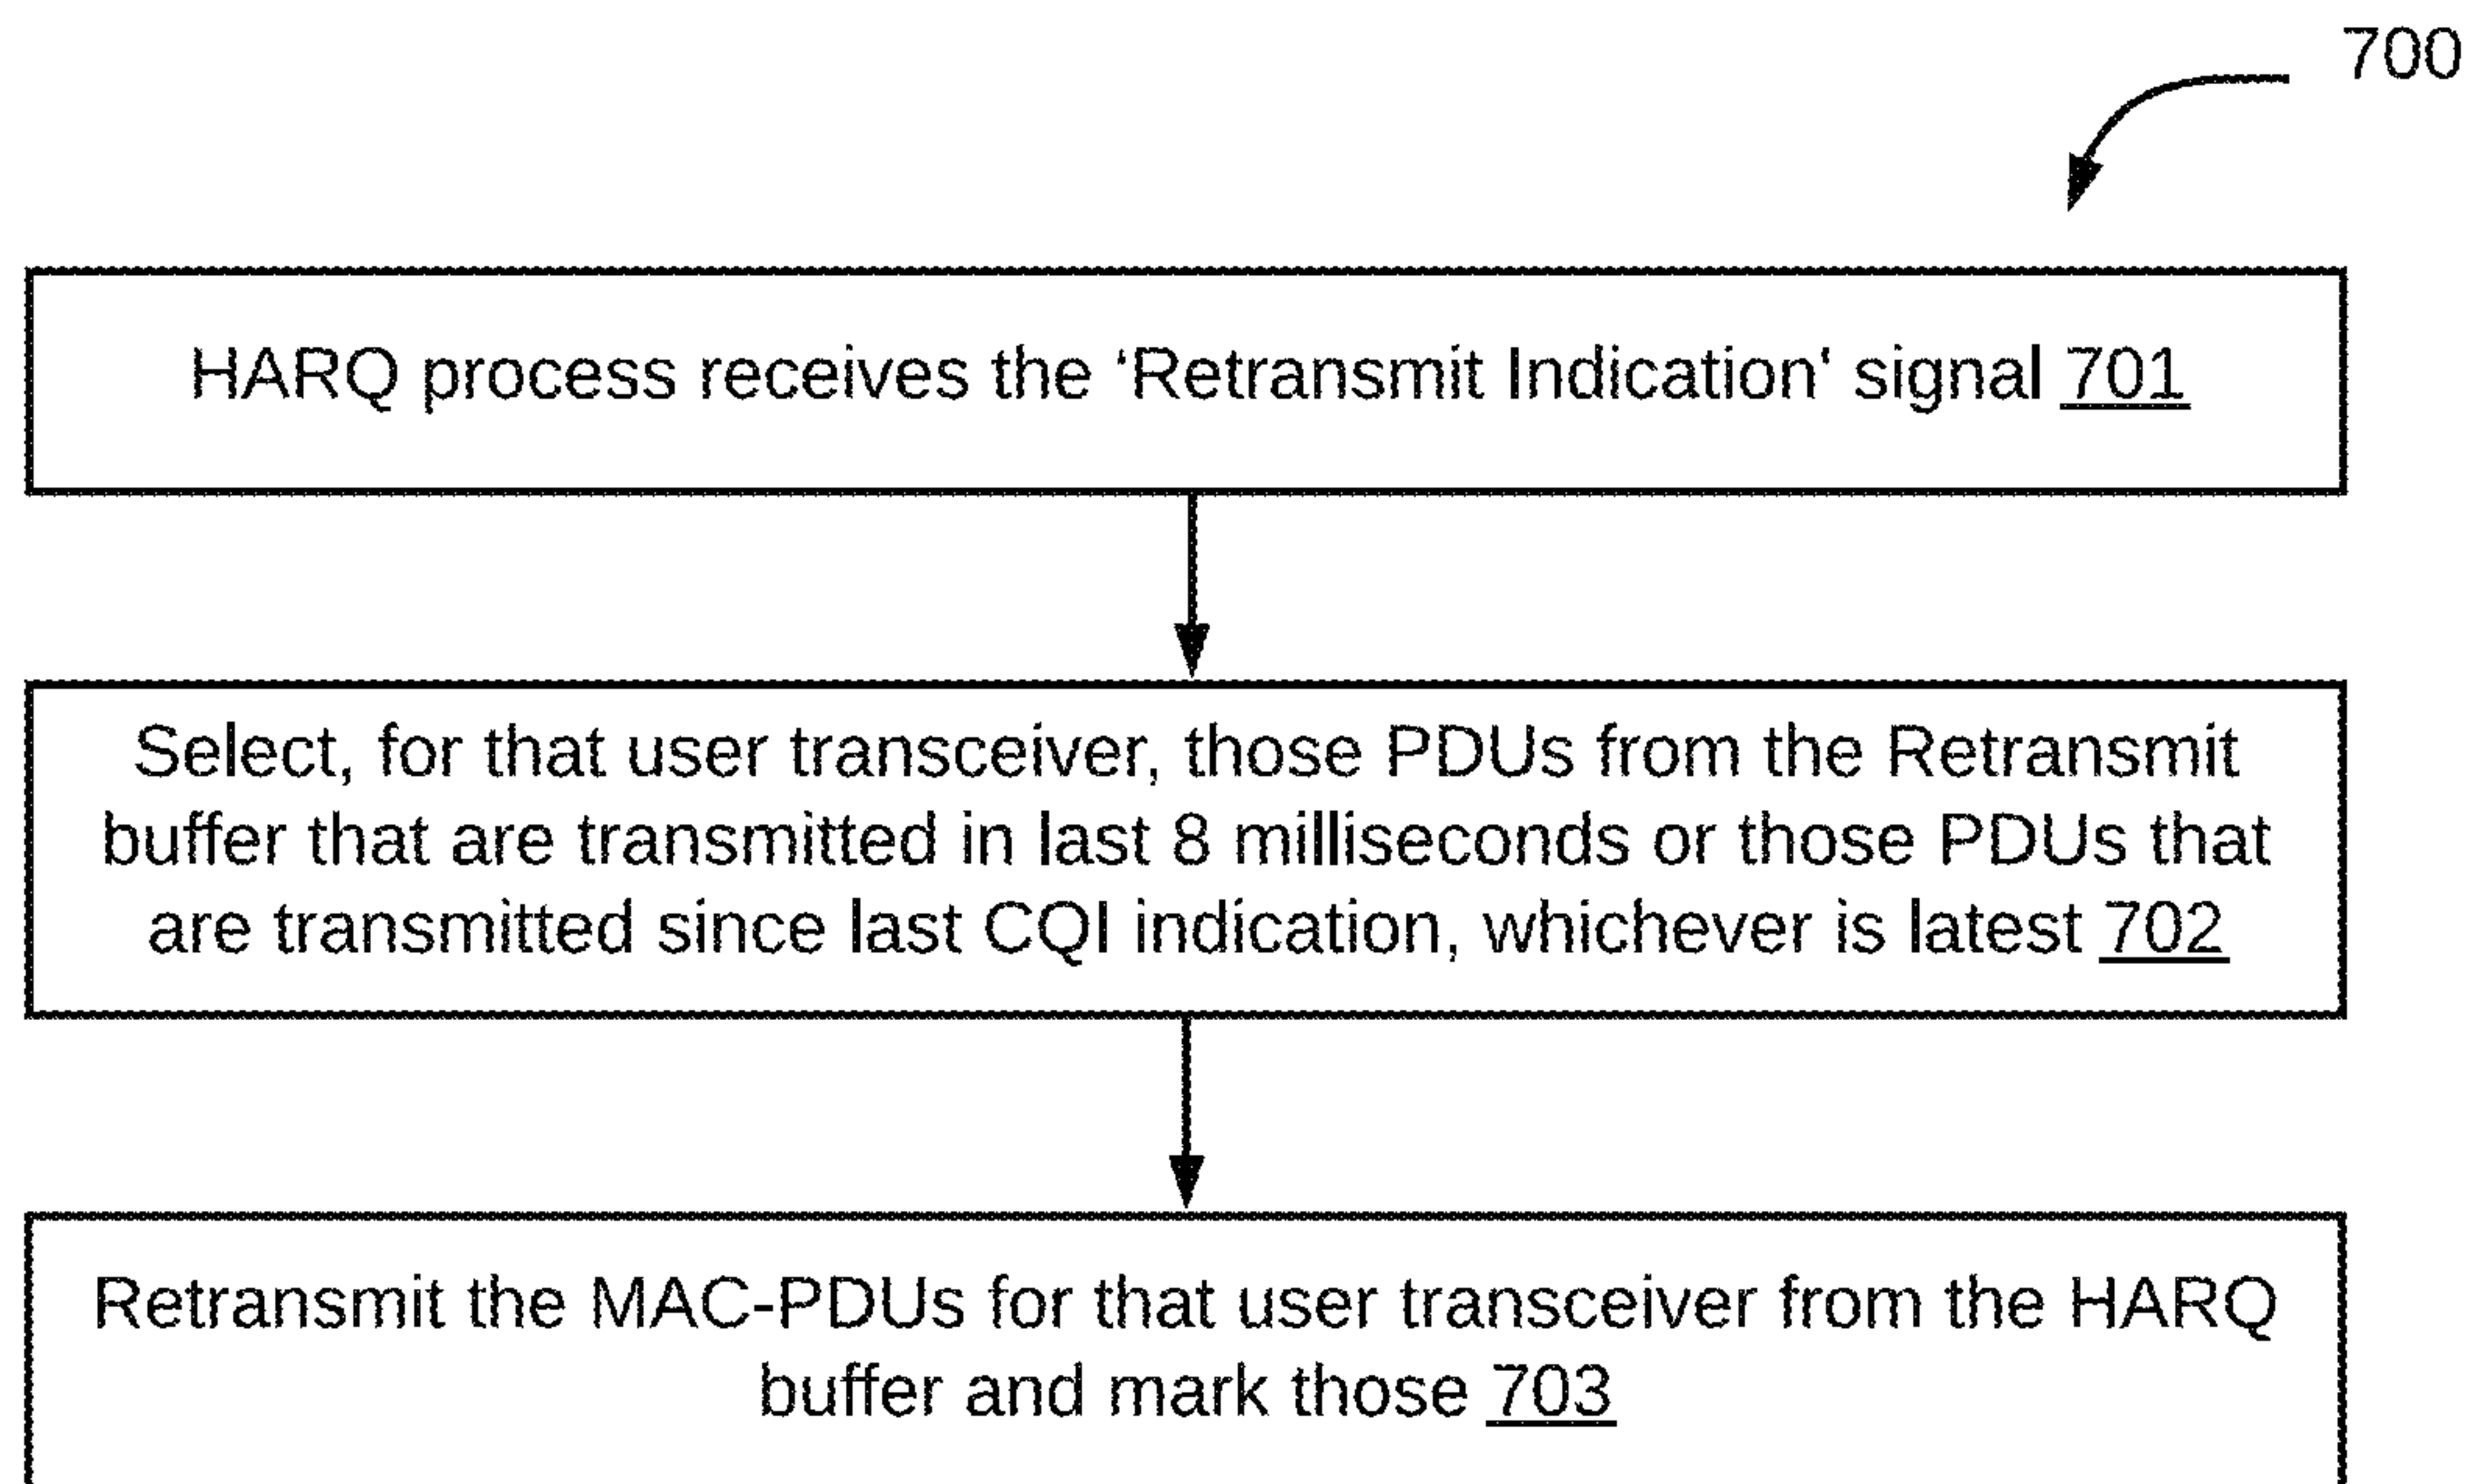 700
HARQ process receives the ‘Retransmit Indication' signal 701
Select, for that user transceiver, those PDUs from the Retransmit
buffer that are transmitted in last 8 milliseconds or those PDUs that
are transmitted since last CQI indication, whichever is latest 702
Retransmit the MAC-PDUs for that user transceiver from the HARQ
buffer and mark those 703